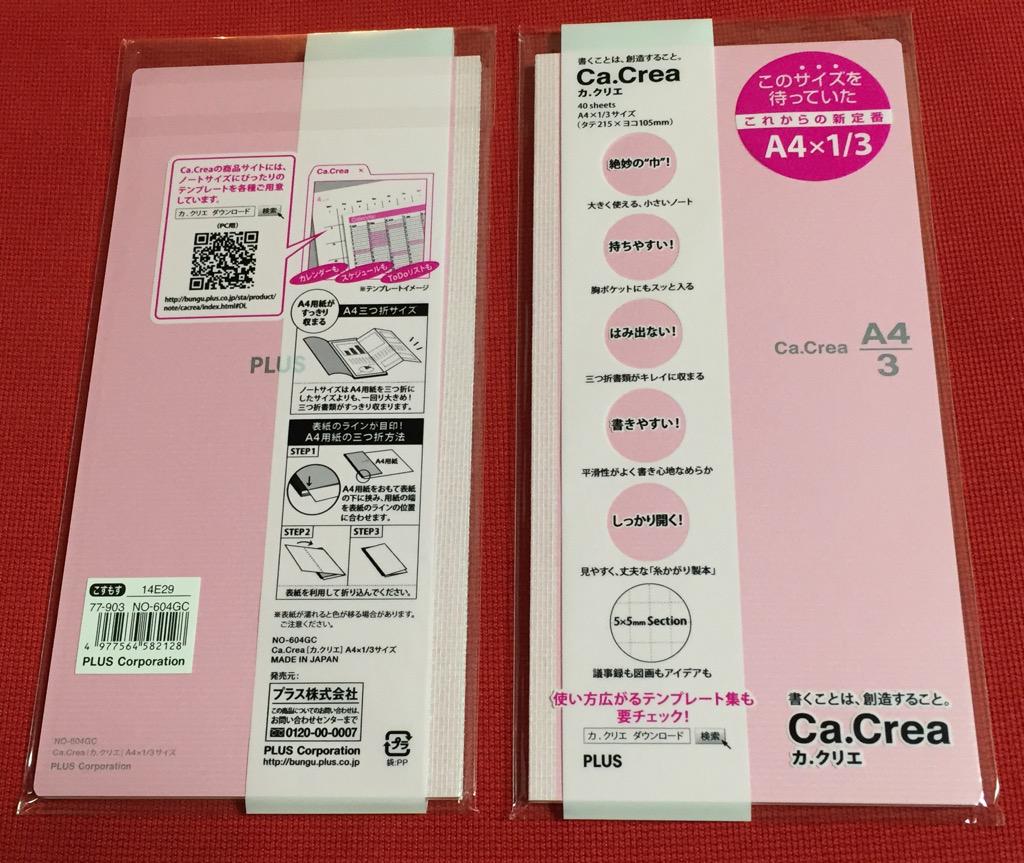 Ca.Creaの商品サイトには、
ノートサイズにぴったりの
テンプレートを各種ご用意
しています。
カ.クリエ ダウンロード 検索
(PC用)
http://bungu.plus.co.jp/sta/product/
note/cacrea/index.html#DL
Ca.Crea ×
カレンダーも
スケジュールも
ToDoリストも
※テンプレートイメージ
A4用紙が
すっきり
収まる
A4三つ折サイズ
PLUS
ノートサイズはA4用紙を三つ折に
したサイズよりも、一回り大きめ!
三つ折書類がすっきり収まります。
表紙のラインが目印!
A4用紙の三つ折方法
STEP1
A4用紙
A4用紙をおもて表紙
の下に挟み、用紙の端
を表紙のラインの位置
に合わせます。
STEP2
STEP3
表紙を利用して折り込んでください。
※表紙が濡れると色が移る場合があります。
ご注意ください。
NO-604GC
Ca.Crea[カ.クリエ]A4×1/3サイズ
MADE IN JAPAN
発売元:
プラス株式会社
この商品についてのお問い合わせは、
お問い合わせセンターまで
0120-00-0007
PLUS Corporation
http://bungu.plus.co.jp
プラ
袋:PP
こすもす 14E29
77-903 NO-604GC
4 977564 582128
PLUS Corporation
NO-604GC
Ca.Crea[カ.クリエ]A4×1/3サイズ
PLUS Corporation
書くことは、創造すること。
Ca.Crea
カ.クリエ
40 sheets
A4×1/3サイズ
(タテ215×ヨコ105mm)
絶妙の"巾"!
大きく使える、小さいノート
持ちやすい!
胸ポケットにもスッと入る
はみ出ない!
三つ折書類がキレイに収まる
書きやすい!
平滑性がよく書き心地なめらか
しっかり開く!
見やすく、丈夫な「糸かがり製本」
5×5mm Section
議事録も図画もアイデアも
使い方広がるテンプレート集も
要チェック!
カ.クリエ ダウンロード 検索
PLUS
このサイズを
待っていた
これからの新定番
A4×1/3
Ca.Crea A4
3
書くことは、創造すること。
Ca.Crea
カ.クリエ